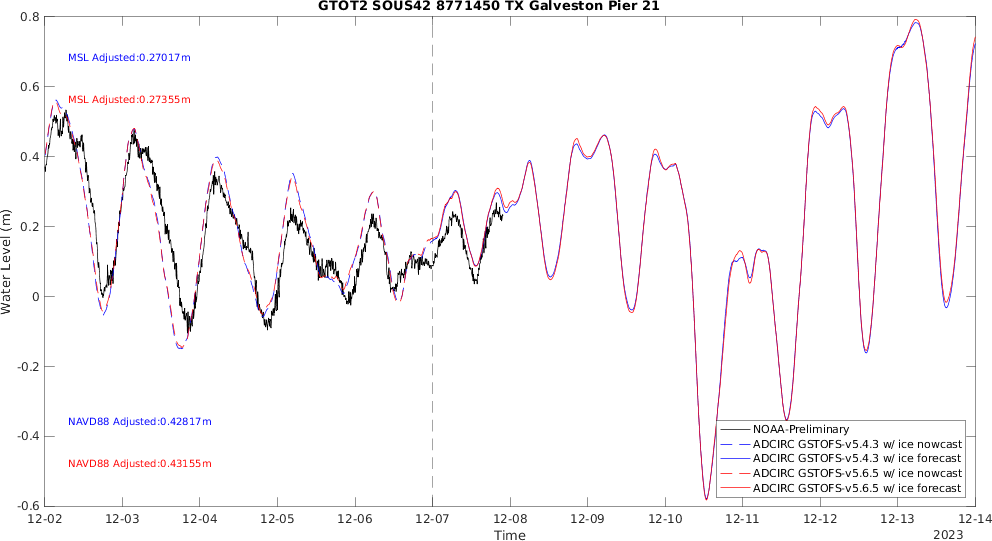 GTOT2 SOUS42 8771450 TX Galveston Pier 21
0.8
0.6
0.4
0.2
0
-0.2
-0.4
-0.6
Water Level (m)
MSL Adjusted:0.27017m
MSL Adjusted:0.27355m
NAVD88 Adjusted:0.42817m
NAVD88 Adjusted:0.43155m
NOAA-Preliminary
ADCIRC GSTOFS-v5.4.3 w/ ice nowcast
ADCIRC GSTOFS-v5.4.3 w/ ice forecast
ADCIRC GSTOFS-v5.6.5 w/ ice nowcast
ADCIRC GSTOFS-v5.6.5 w/ ice forecast
12-02 12-03 12-04 12-05 12-06 12-07 12-08 12-09 12-10 12-11 12-12 12-13 12-14
Time
2023